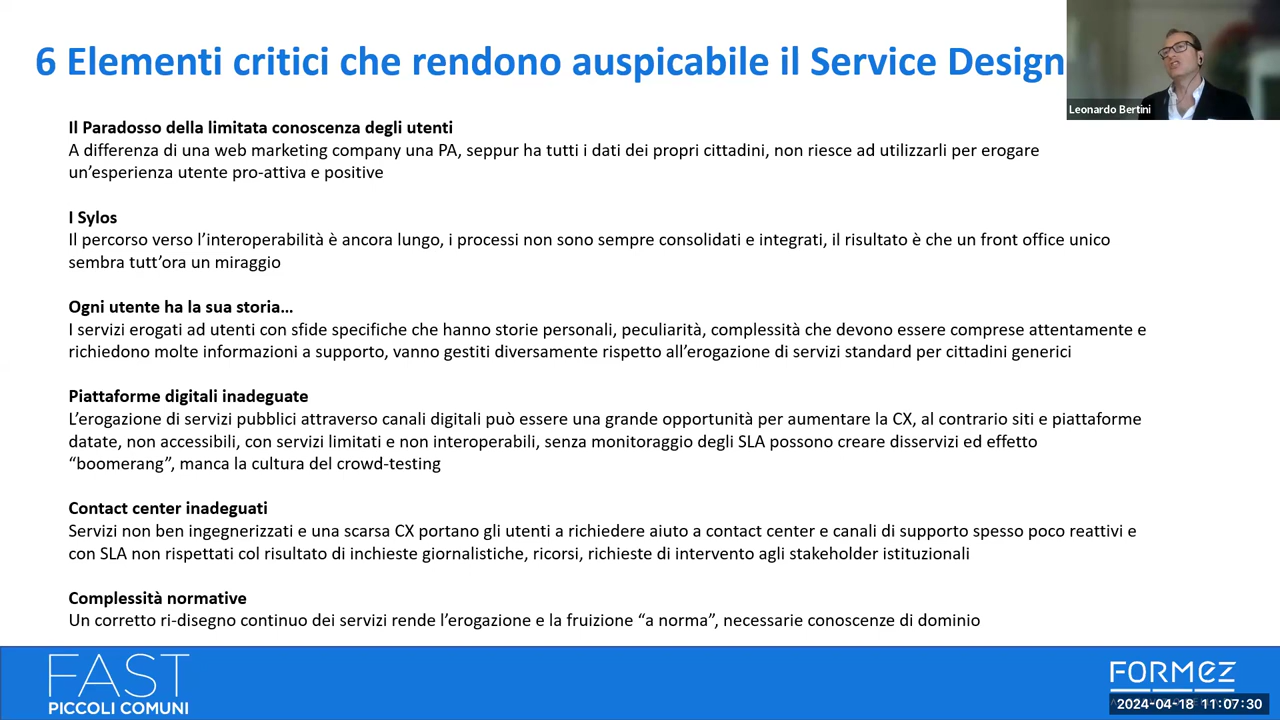 6 Elementi critici che rendono auspicabile il Service Design
Leonardo Bertini
Il Paradosso della limitata conoscenza degli utenti
A differenza di una web marketing company una PA, seppur ha tutti i dati dei propri cittadini, non riesce ad utilizzarli per erogare
un’esperienza utente pro-attiva e positive
I Sylos
Il percorso verso l’interoperabilità è ancora lungo, i processi non sono sempre consolidati e integrati, il risultato è che un front office unico
sembra tutt’ora un miraggio
Ogni utente ha la sua storia…
I servizi erogati ad utenti con sfide specifiche che hanno storie personali, peculiarità, complessità che devono essere comprese attentamente e
richiedono molte informazioni a supporto, vanno gestiti diversamente rispetto all’erogazione di servizi standard per cittadini generici
Piattaforme digitali inadeguate
L’erogazione di servizi pubblici attraverso canali digitali può essere una grande opportunità per aumentare la CX, al contrario siti e piattaforme
datate, non accessibili, con servizi limitati e non interoperabili, senza monitoraggio degli SLA possono creare disservizi ed effetto
“boomerang”, manca la cultura del crowd-testing
Contact center inadeguati
Servizi non ben ingegnerizzati e una scarsa CX portano gli utenti a richiedere aiuto a contact center e canali di supporto spesso poco reattivi e
con SLA non rispettati col risultato di inchieste giornalistiche, ricorsi, richieste di intervento agli stakeholder istituzionali
Complessità normative
Un corretto ri-disegno continuo dei servizi rende l’erogazione e la fruizione “a norma”, necessarie conoscenze di dominio
FAST
PICCOLI COMUNI
FORMEZ
2024-04-18 11:07:30